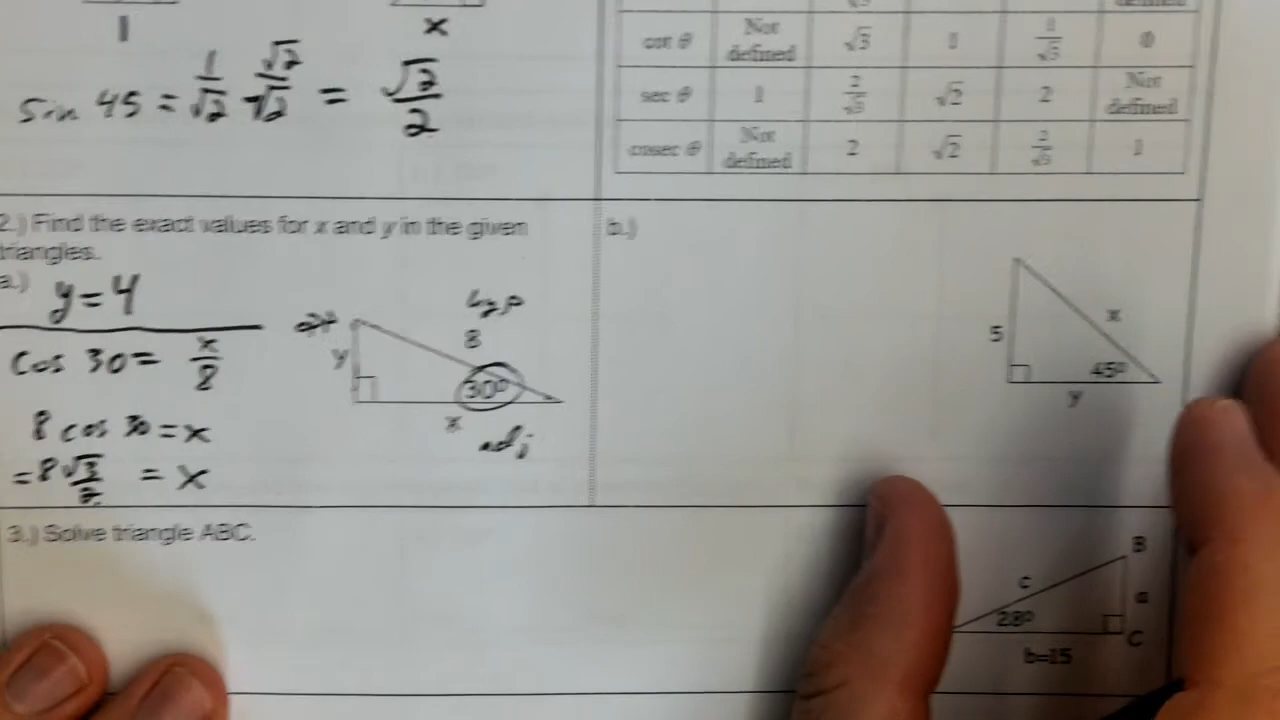 1
x
sin 45 = 1/√2 √2/√2 = √2/2
defined
cot θ Not defined √3 1 1/√3 0
sec θ 1 2/√3 √2 2 Not defined
cosec θ Not defined 2 √2 2/√3 1
2.) Find the exact values for x and y in the given
triangles.
a.) y = 4
cos 30 = x/8
8 cos 30 = x
= 8 √3/2 = x
hyp
8
y
30°
x
adj
b.)
5
x
45°
y
3.) Solve triangle ABC.
B
c
a
28°
C
b=15